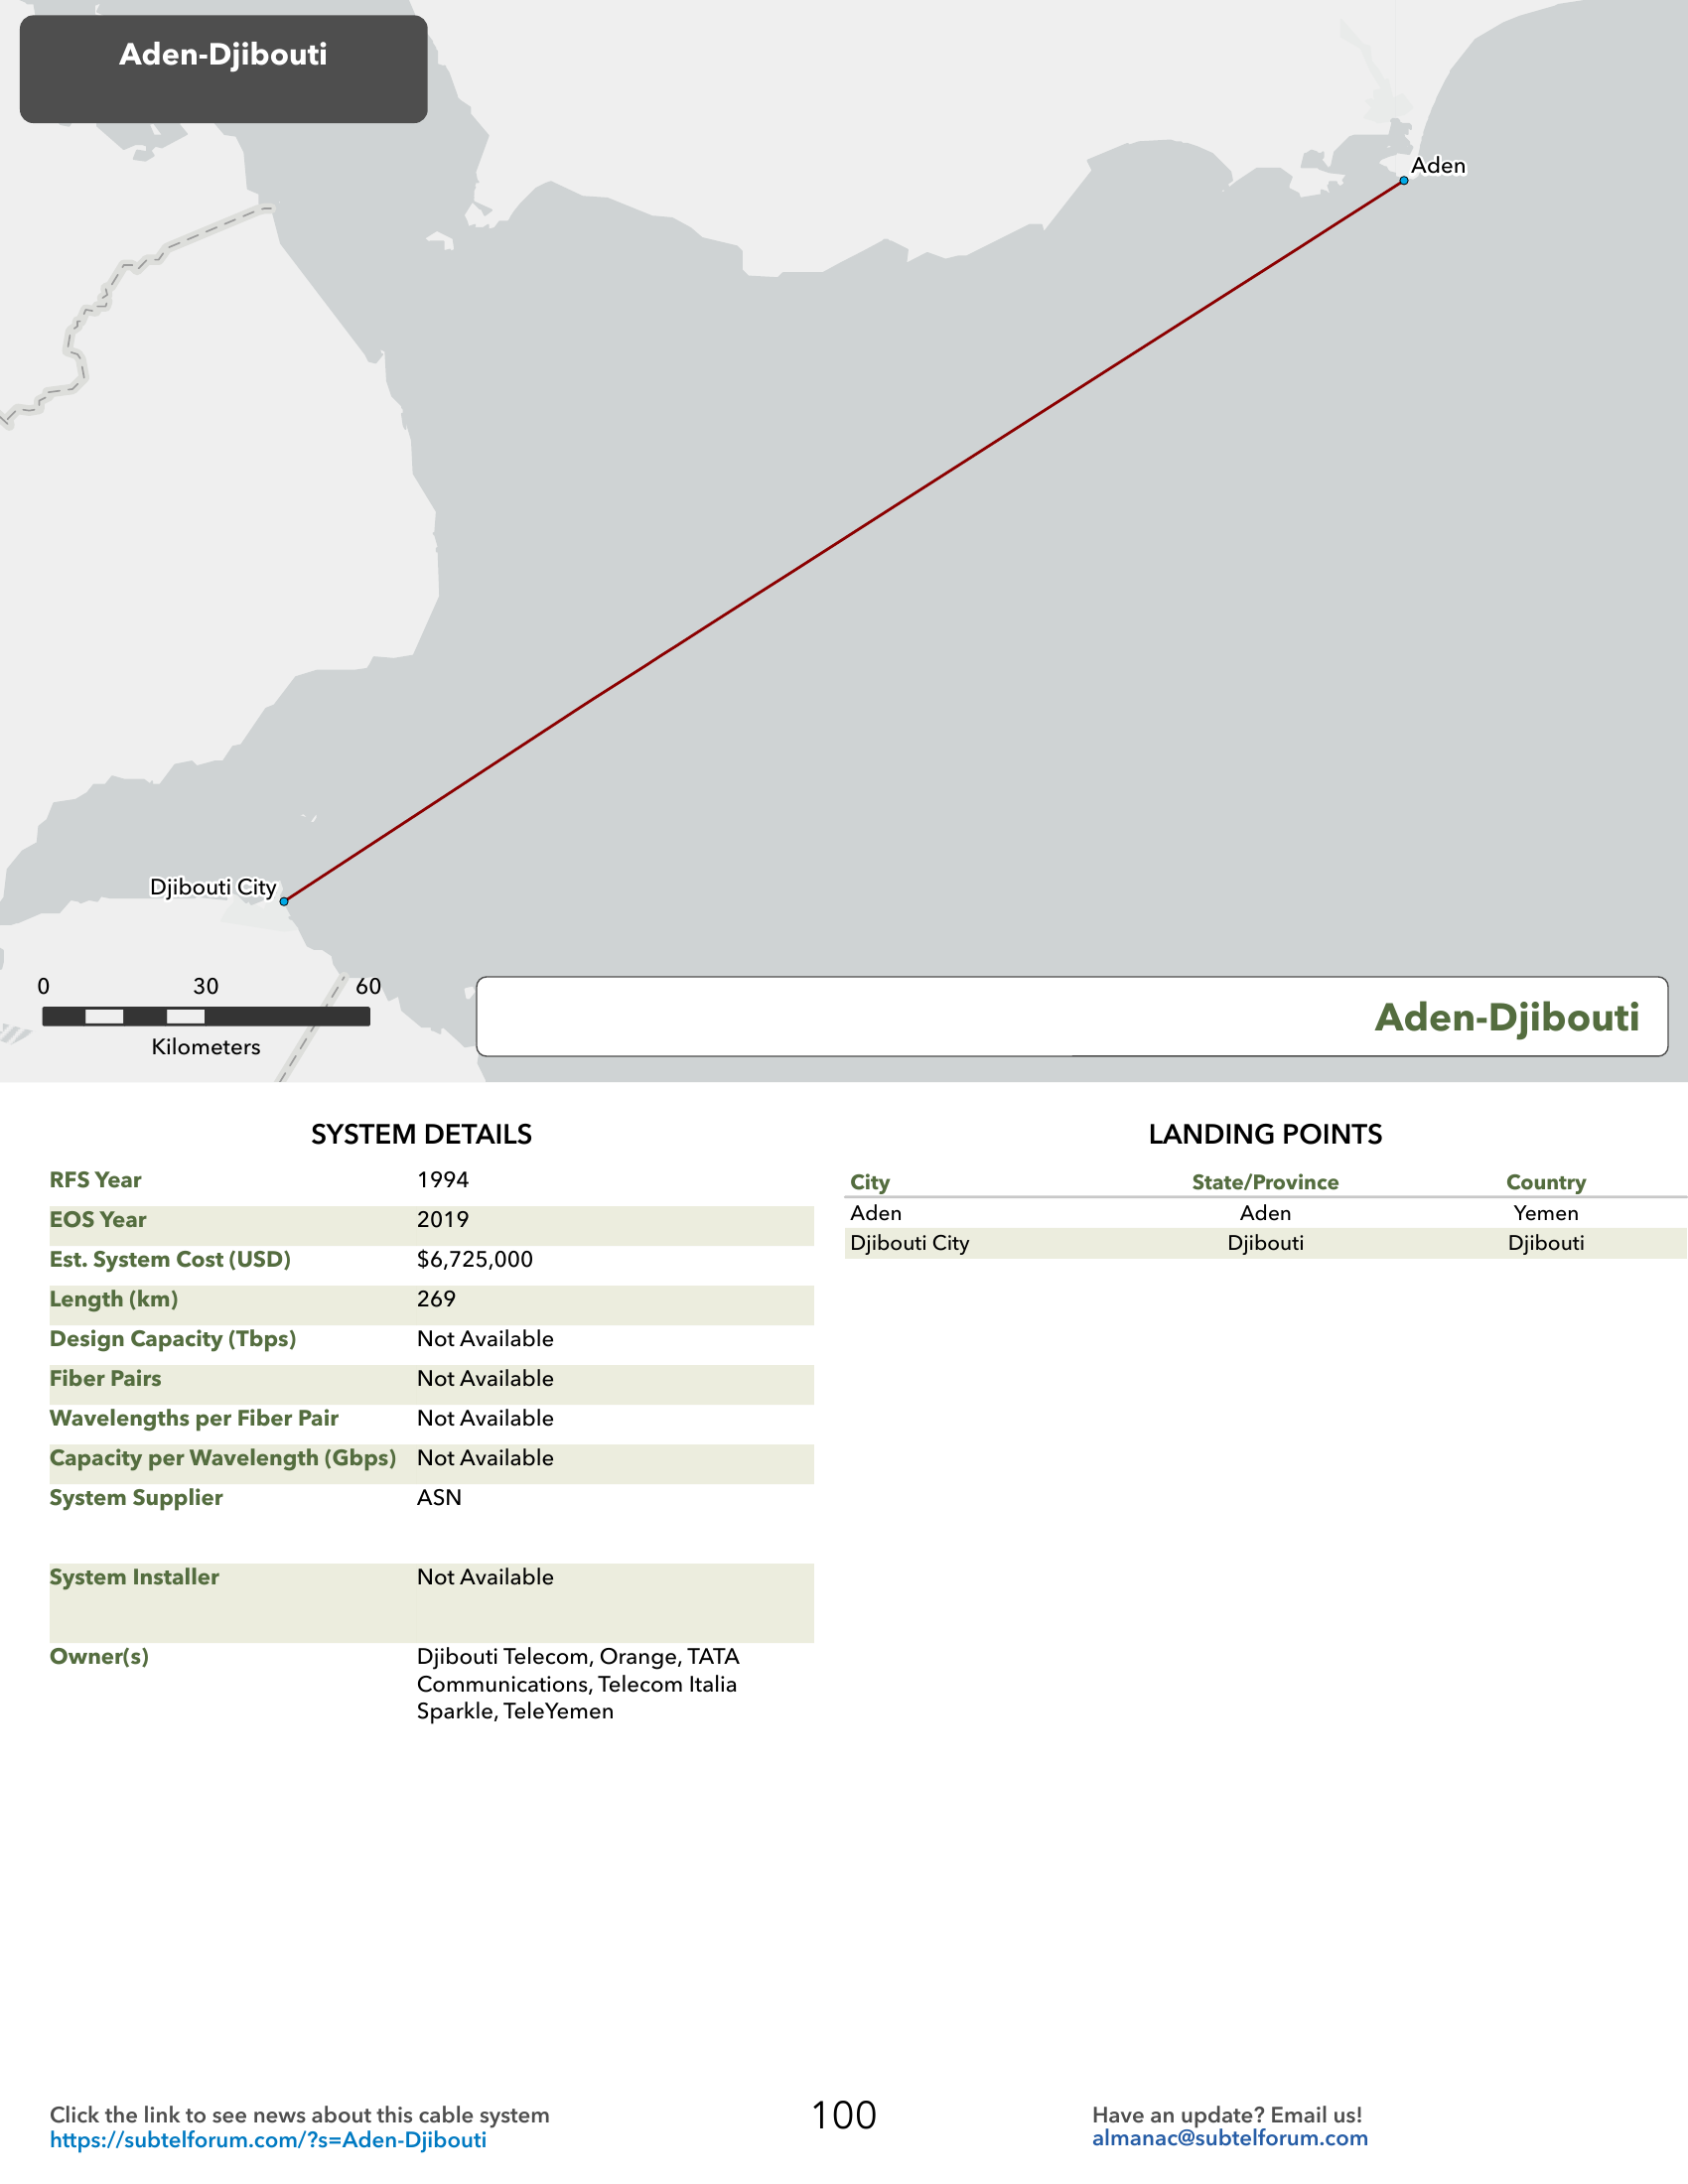 Aden-Djibouti
Aden
Djibouti City
0 30 60
Kilometers
Aden-Djibouti
SYSTEM DETAILS
RFS Year 1994
EOS Year 2019
Est. System Cost (USD) $6,725,000
Length (km) 269
Design Capacity (Tbps) Not Available
Fiber Pairs Not Available
Wavelengths per Fiber Pair Not Available
Capacity per Wavelength (Gbps) Not Available
System Supplier ASN
System Installer Not Available
Owner(s) Djibouti Telecom, Orange, TATA
Communications, Telecom Italia
Sparkle, TeleYemen
LANDING POINTS
City State/Province Country
Aden Aden Yemen
Djibouti City Djibouti Djibouti
Click the link to see news about this cable system
https://subtelforum.com/?s=Aden-Djibouti
100
Have an update? Email us!
almanac@subtelforum.com